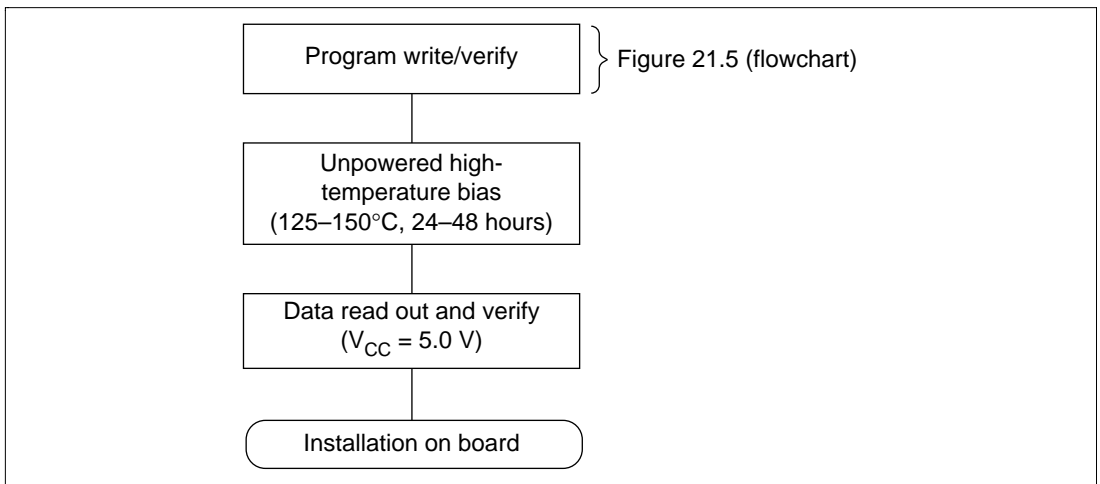 Program write/verify
Figure 21.5 (flowchart)
Unpowered high-
temperature bias
(125–150°C, 24–48 hours)
Data read out and verify
(VCC = 5.0 V)
Installation on board